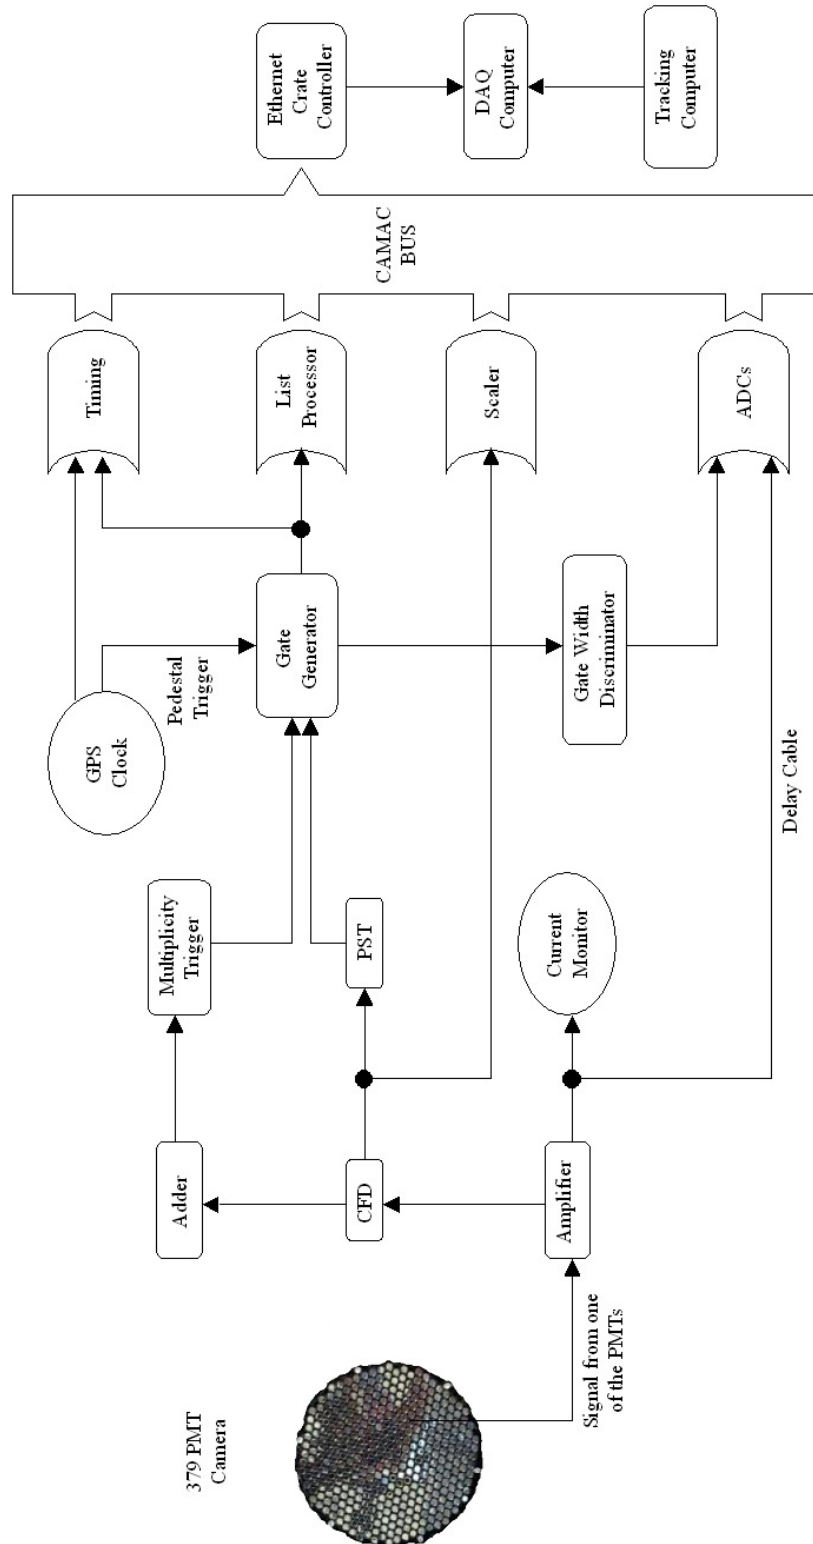 379 PMT
Camera
Signal from one
of the PMTs
Adder
CFD
Amplifier
Multiplicity
Trigger
PST
Current
Monitor
GPS
Clock
Pedestal
Trigger
Gate
Generator
Gate Width
Discriminator
Delay Cable
Timing
List
Processor
Scaler
ADCs
CAMAC
BUS
Ethernet
Crate
Controller
DAQ
Computer
Tracking
Computer